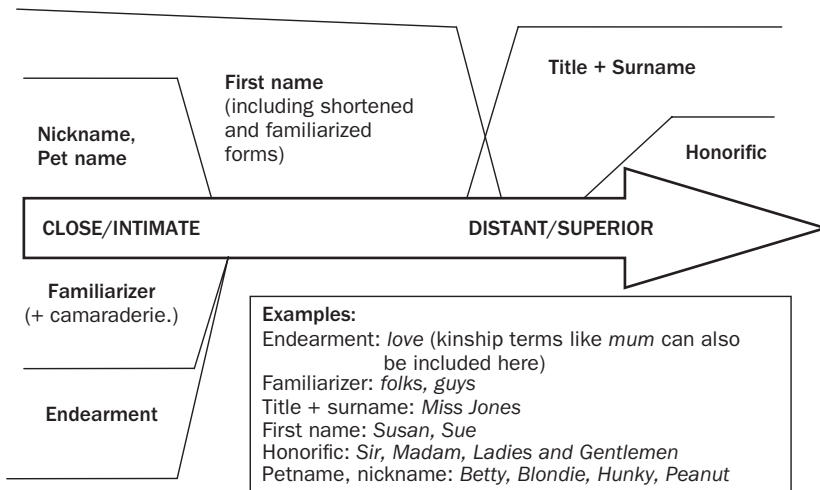 First name
(including shortened
and familiarized
forms)
Title + Surname
Nickname,
Pet name
Honorific
CLOSE/INTIMATE
DISTANT/SUPERIOR
Familiarizer
(+ camaraderie.)
Endearment
Examples:
Endearment: love (kinship terms like mum can also
be included here)
Familiarizer: folks, guys
Title + surname: Miss Jones
First name: Susan, Sue
Honorific: Sir, Madam, Ladies and Gentlemen
Petname, nickname: Betty, Blondie, Hunky, Peanut